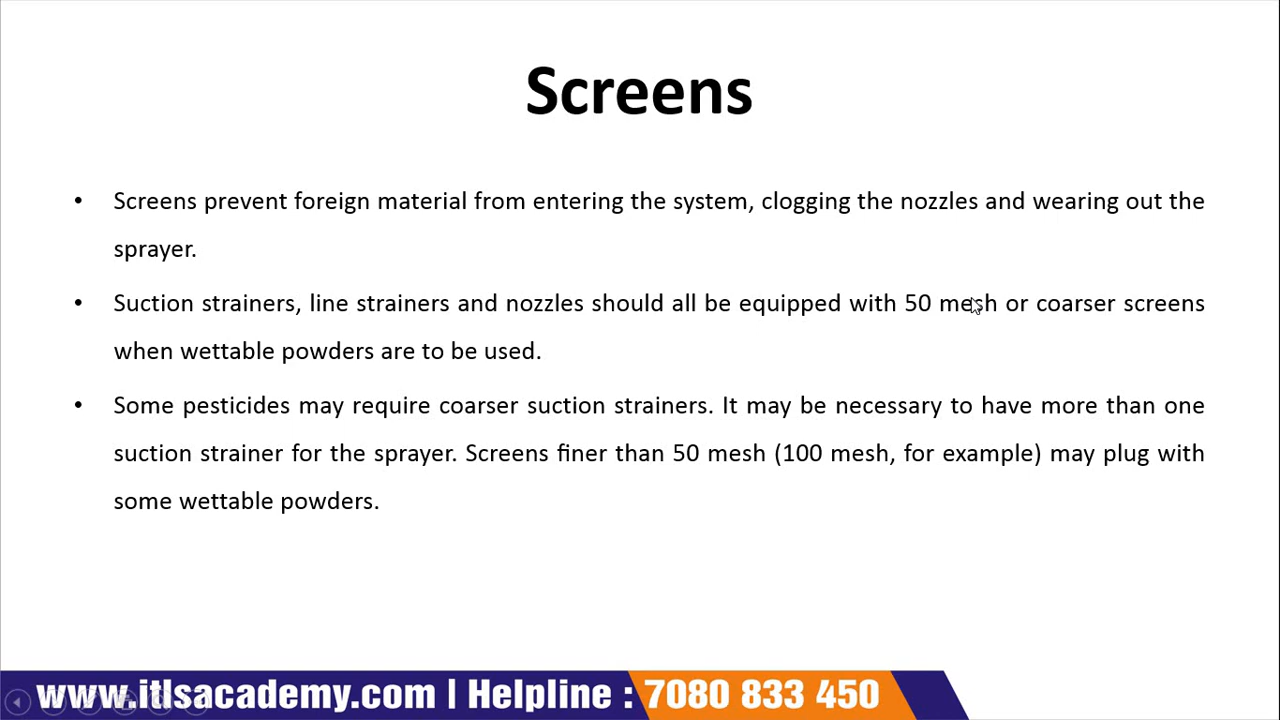 Screens
• Screens prevent foreign material from entering the system, clogging the nozzles and wearing out the
sprayer.
• Suction strainers, line strainers and nozzles should all be equipped with 50 mesh or coarser screens
when wettable powders are to be used.
• Some pesticides may require coarser suction strainers. It may be necessary to have more than one
suction strainer for the sprayer. Screens finer than 50 mesh (100 mesh, for example) may plug with
some wettable powders.
www.itlsacademy.com | Helpline : 7080 833 450